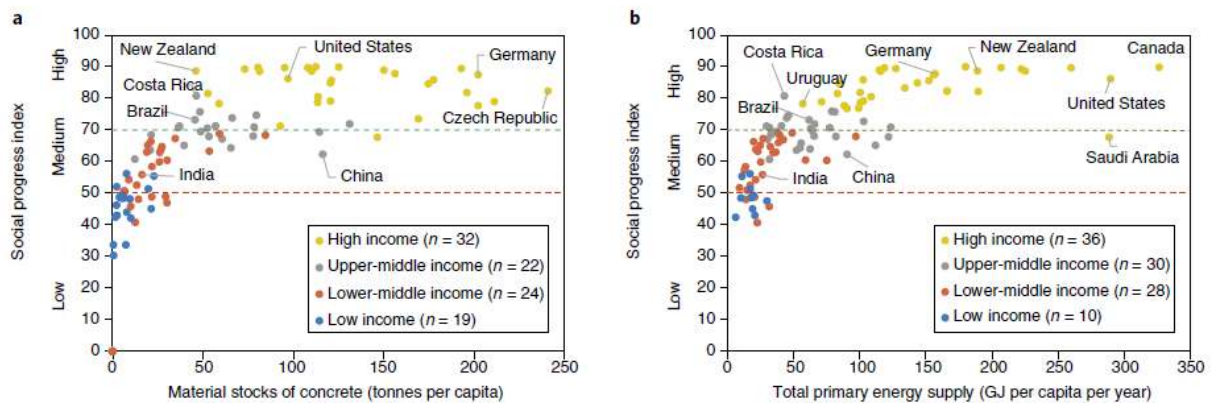 a
Social progress index
High
Medium
Low
100
90
80
70
60
50
40
30
20
10
0
New Zealand
United States
Germany
Costa Rica
Brazil
Czech Republic
India
China
High income (n = 32)
Upper-middle income (n = 22)
Lower-middle income (n = 24)
Low income (n = 19)
0 50 100 150 200 250
Material stocks of concrete (tonnes per capita)
b
Social progress index
High
Medium
Low
100
90
80
70
60
50
40
30
20
10
0
Costa Rica
Germany
New Zealand
Canada
Uruguay
Brazil
United States
Saudi Arabia
India
China
High income (n = 36)
Upper-middle income (n = 30)
Lower-middle income (n = 28)
Low income (n = 10)
0 50 100 150 200 250 300 350
Total primary energy supply (GJ per capita per year)